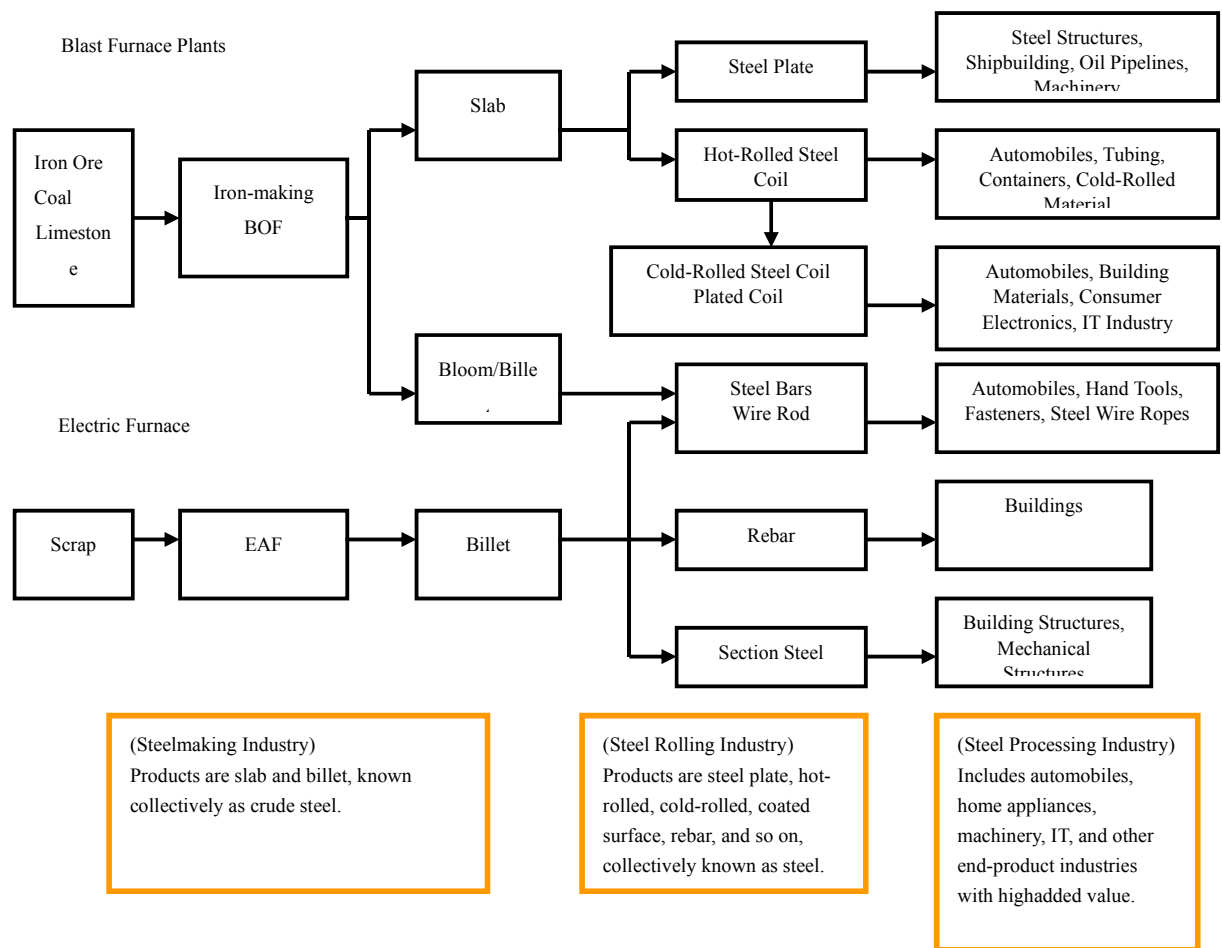 Blast Furnace Plants
Iron Ore
Coal
Limeston
e
Iron-making
BOF
Slab
Steel Plate
Steel Structures,
Shipbuilding, Oil Pipelines,
Machinery
Hot-Rolled Steel
Coil
Automobiles, Tubing,
Containers, Cold-Rolled
Material
Cold-Rolled Steel Coil
Plated Coil
Automobiles, Building
Materials, Consumer
Electronics, IT Industry
Bloom/Bille
Steel Bars
Wire Rod
Automobiles, Hand Tools,
Fasteners, Steel Wire Ropes
Electric Furnace
Scrap
EAF
Billet
Rebar
Buildings
Section Steel
Building Structures,
Mechanical
Structures
(Steelmaking Industry)
Products are slab and billet, known
collectively as crude steel.
(Steel Rolling Industry)
Products are steel plate, hot-
rolled, cold-rolled, coated
surface, rebar, and so on,
collectively known as steel.
(Steel Processing Industry)
Includes automobiles,
home appliances,
machinery, IT, and other
end-product industries
with highadded value.